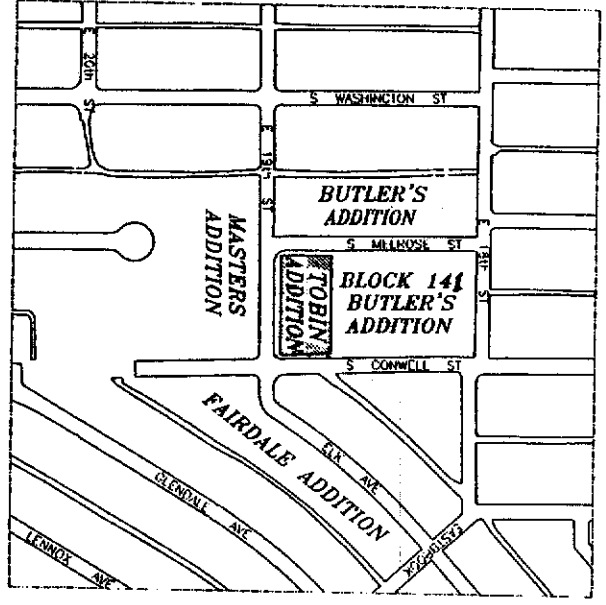 E 20th ST
S WASHINGTON ST
E 19th ST
BUTLER'S
ADDITION
MASTERS
ADDITION
S MELROSE ST
E 18th ST
TOBIN
ADDITION
BLOCK 141
BUTLER'S
ADDITION
S CONWELL ST
FAIRDALE ADDITION
ELK AVE
GLENDALE AVE
EASTBROOK
LENNOX AVE